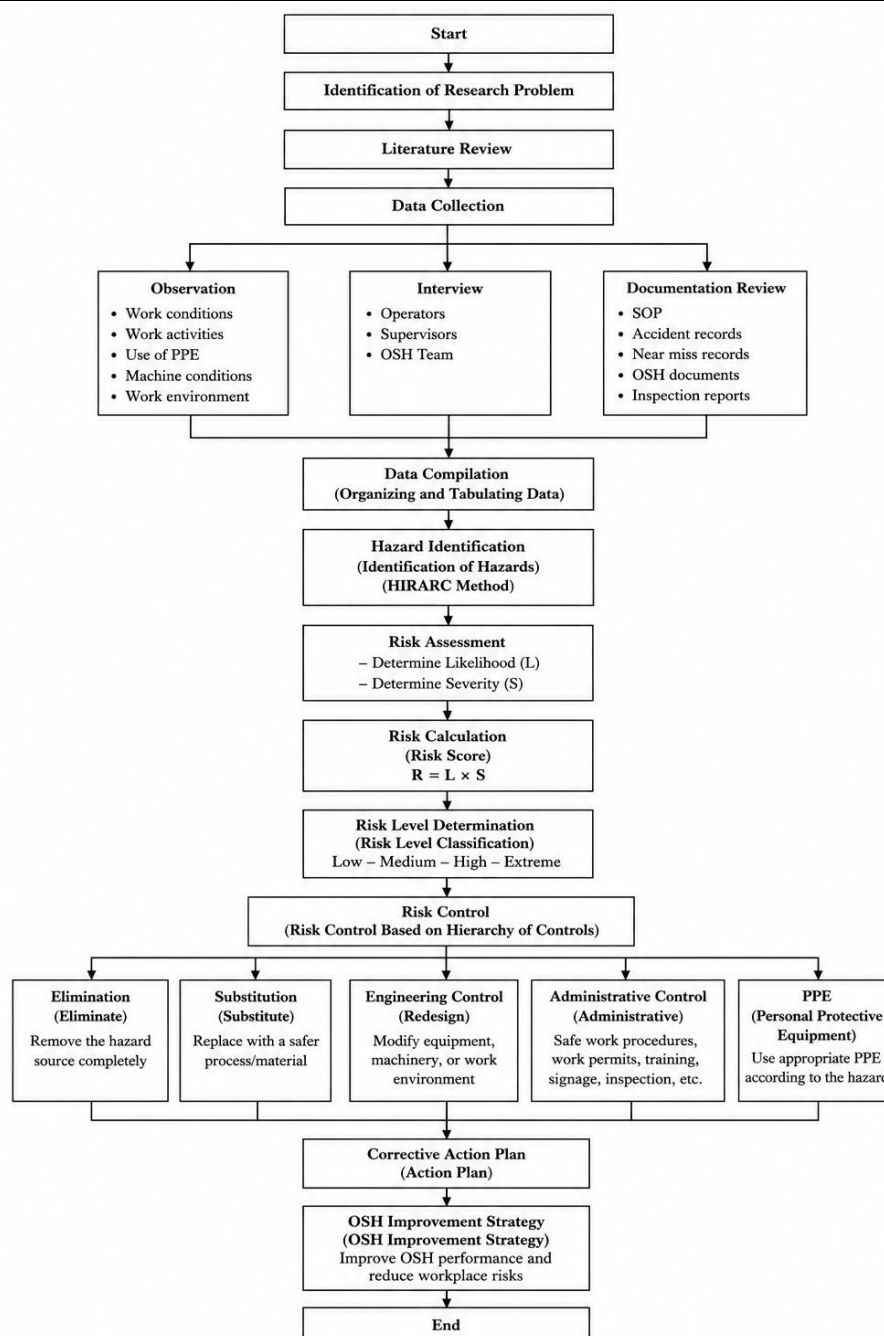 Start
Identification of Research Problem
Literature Review
Data Collection
Observation
• Work conditions
• Work activities
• Use of PPE
• Machine conditions
• Work environment
Interview
• Operators
• Supervisors
• OSH Team
Documentation Review
• SOP
• Accident records
• Near miss records
• OSH documents
• Inspection reports
Data Compilation
(Organizing and Tabulating Data)
Hazard Identification
(Identification of Hazards)
(HIRARC Method)
Risk Assessment
– Determine Likelihood (L)
– Determine Severity (S)
Risk Calculation
(Risk Score)
R = L × S
Risk Level Determination
(Risk Level Classification)
Low – Medium – High – Extreme
Risk Control
(Risk Control Based on Hierarchy of Controls)
Elimination
(Eliminate)
Remove the hazard
source completely
Substitution
(Substitute)
Replace with a safer
process/material
Engineering Control
(Redesign)
Modify equipment,
machinery, or work
environment
Administrative Control
(Administrative)
Safe work procedures,
work permits, training,
signage, inspection, etc.
PPE
(Personal Protective
Equipment)
Use appropriate PPE
according to the hazard
Corrective Action Plan
(Action Plan)
OSH Improvement Strategy
(OSH Improvement Strategy)
Improve OSH performance and
reduce workplace risks
End